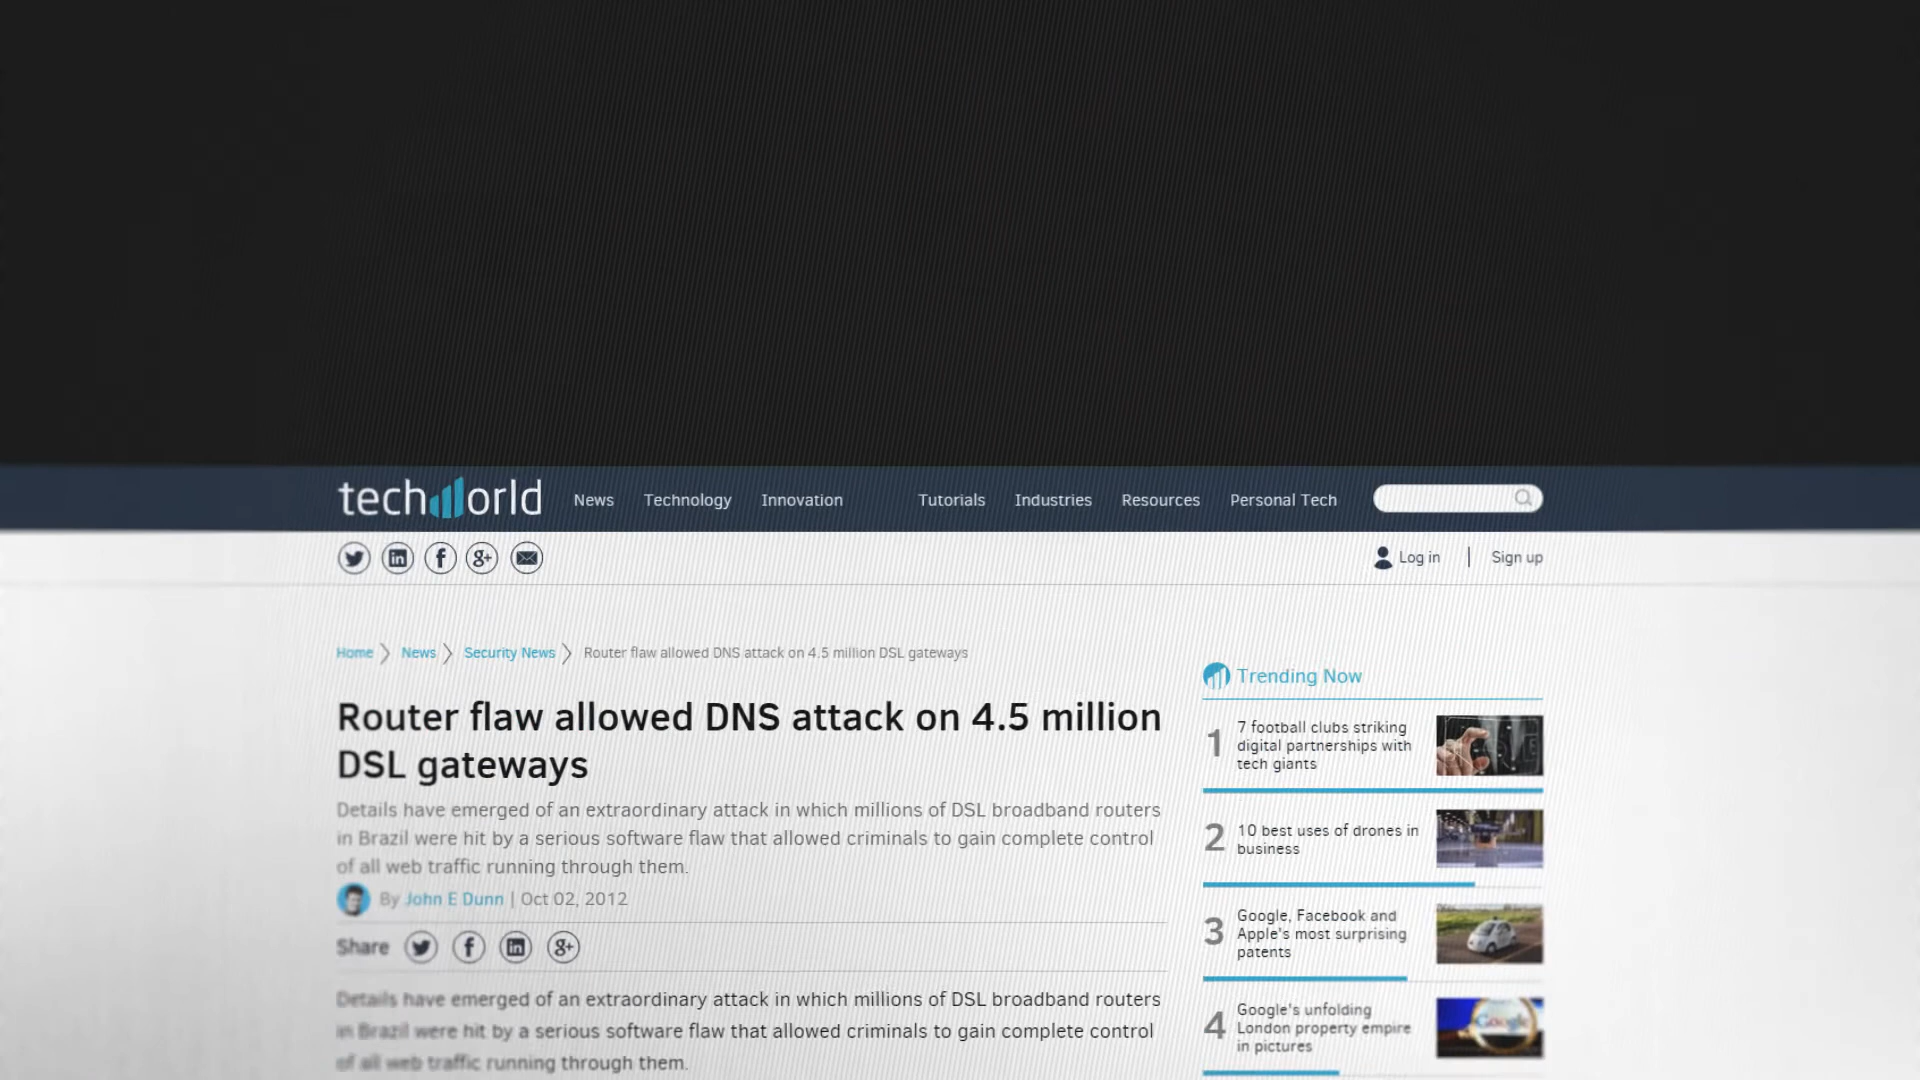 techworld
News Technology Innovation Tutorials Industries Resources Personal Tech
Log in | Sign up
Home > News > Security News > Router flaw allowed DNS attack on 4.5 million DSL gateways
Router flaw allowed DNS attack on 4.5 million
DSL gateways
Details have emerged of an extraordinary attack in which millions of DSL broadband routers
in Brazil were hit by a serious software flaw that allowed criminals to gain complete control
of all web traffic running through them.
By John E Dunn | Oct 02, 2012
Share
Details have emerged of an extraordinary attack in which millions of DSL broadband routers
in Brazil were hit by a serious software flaw that allowed criminals to gain complete control
of all web traffic running through them.
Trending Now
1
7 football clubs striking
digital partnerships with
tech giants
2
10 best uses of drones in
business
3
Google, Facebook and
Apple's most surprising
patents
4
Google's unfolding
London property empire
in pictures
Google